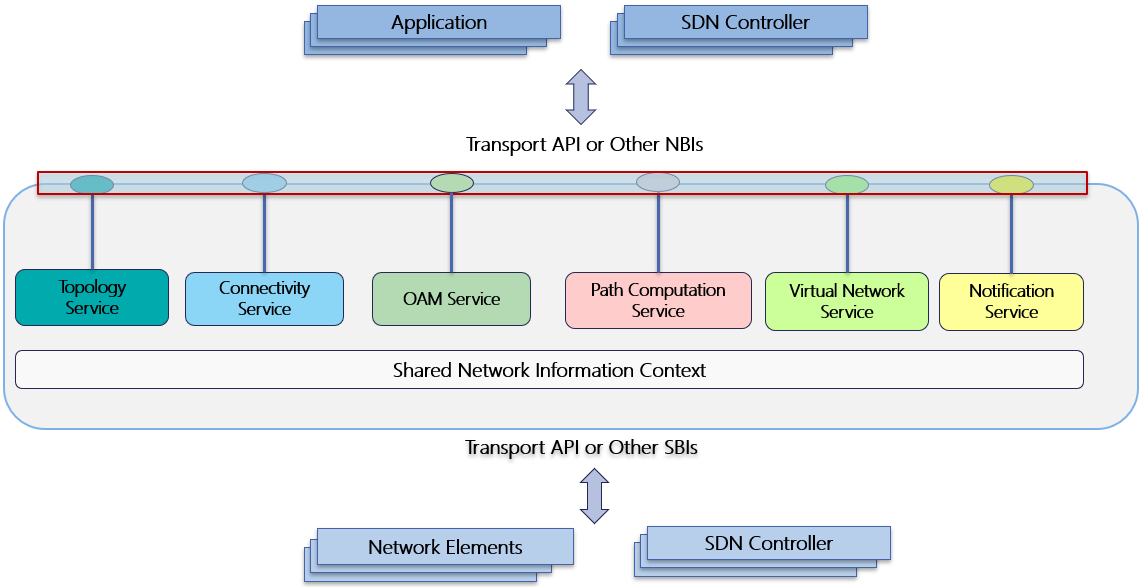 Application
SDN Controller
Transport API or Other NBIs
Topology
Service
Connectivity
Service
OAM Service
Path Computation
Service
Virtual Network
Service
Notification
Service
Shared Network Information Context
Transport API or Other SBIs
Network Elements
SDN Controller